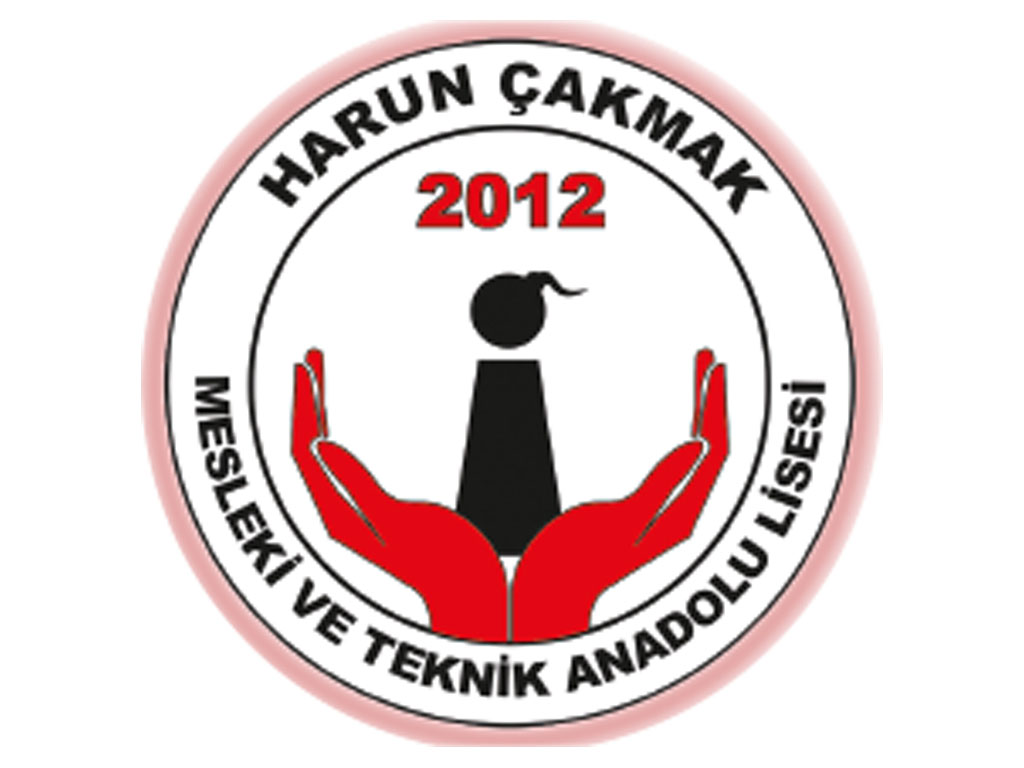 HARUN ÇAKMAK
2012
MESLEKİ VE TEKNİK ANADOLU LİSESİ